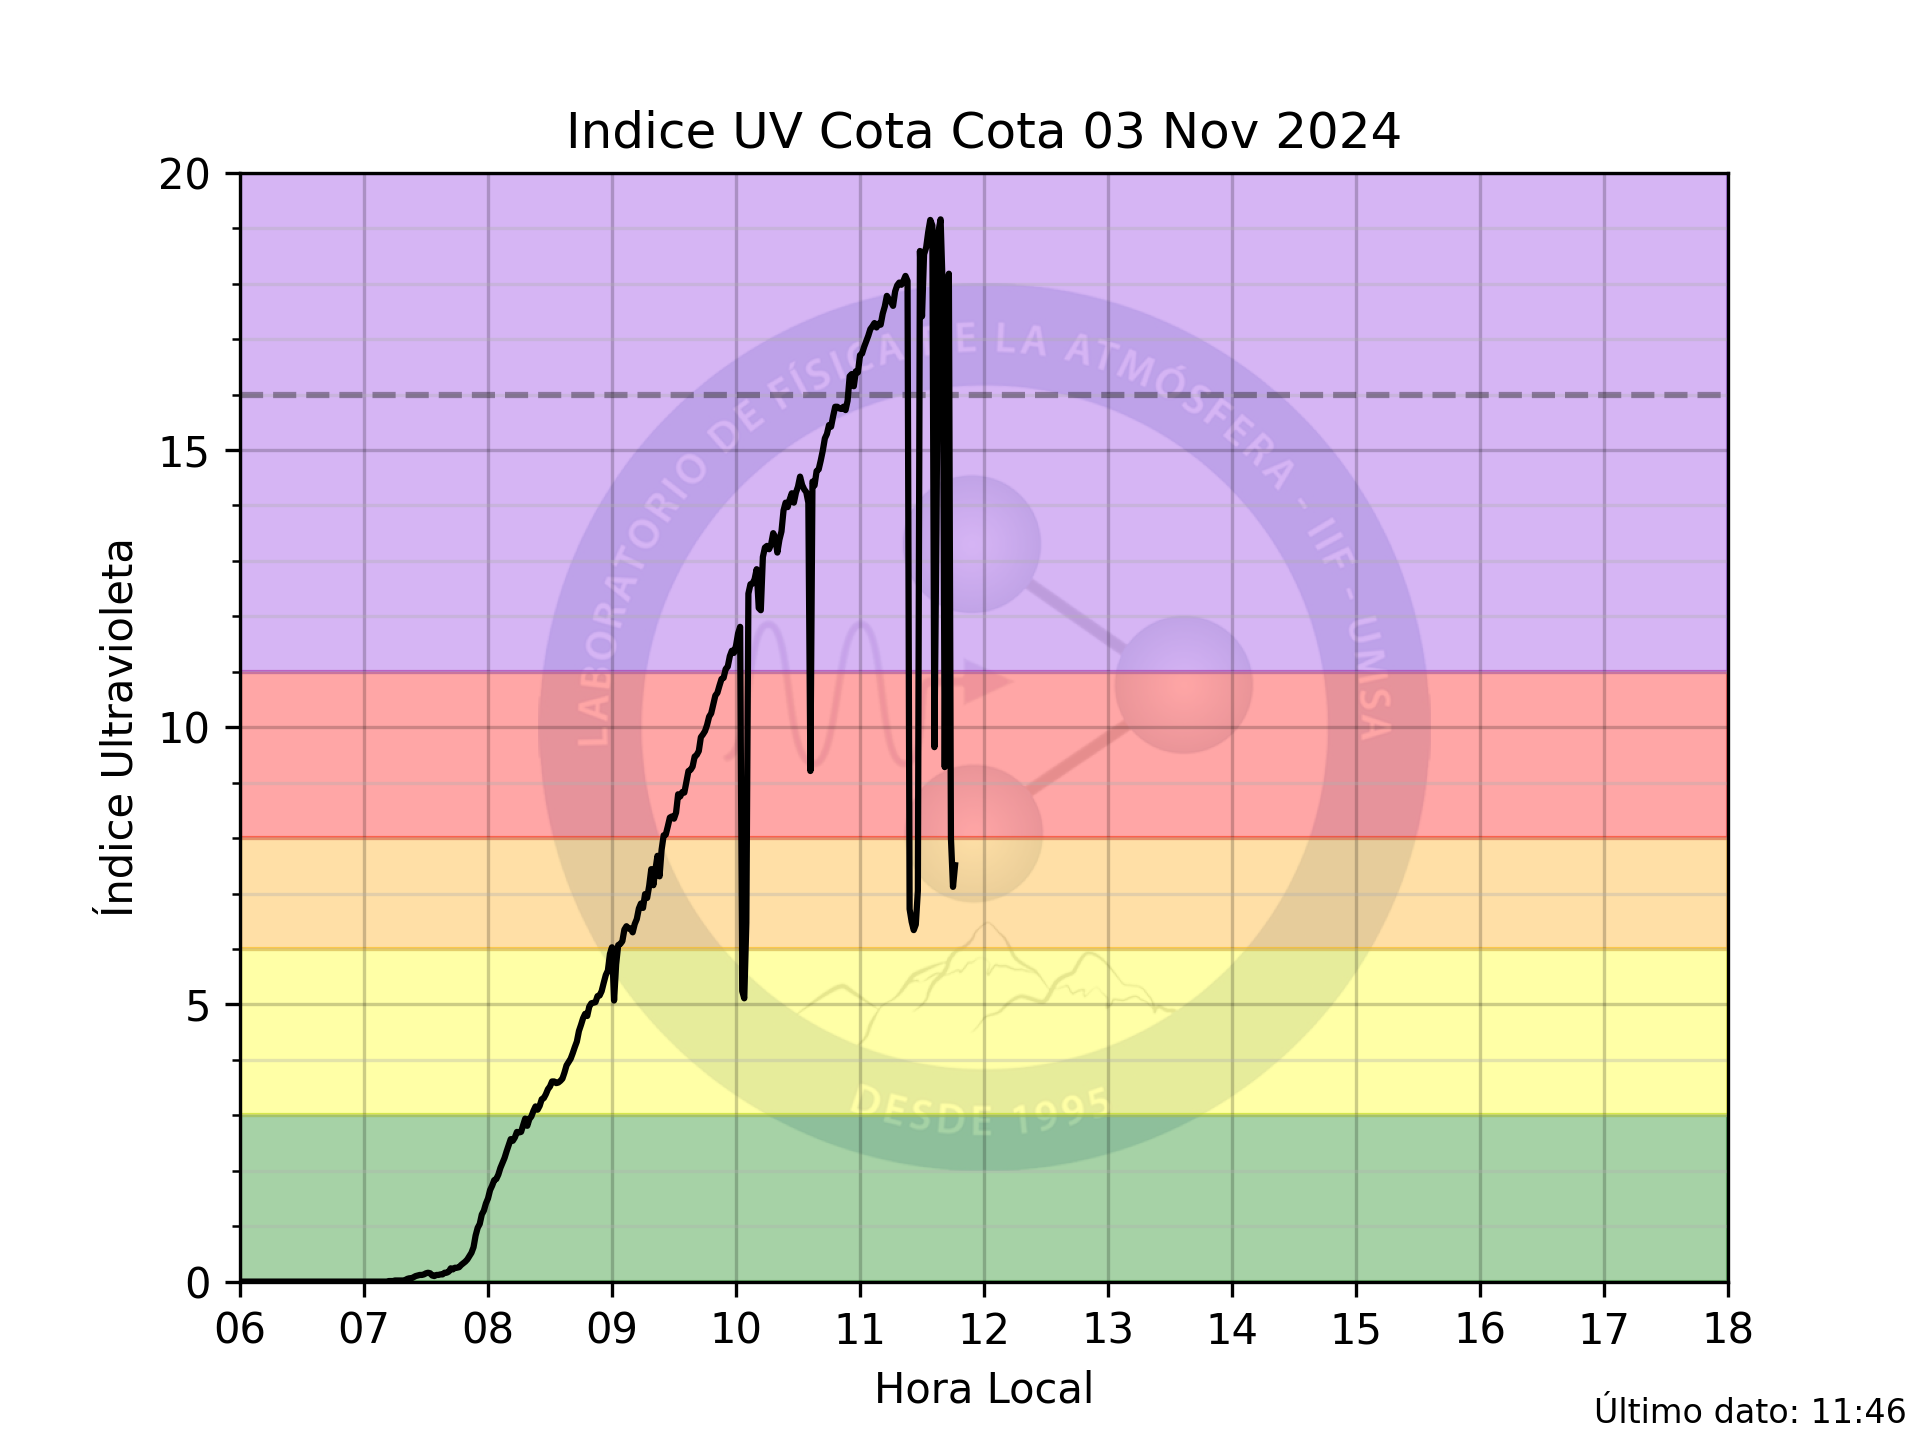 Indice UV Cota Cota 03 Nov 2024
20
15
10
5
0
Índice Ultravioleta
LABORATORIO DE FÍSICA DE LA ATMÓSFERA - IIF - UMSA
DESDE 1995
06 07 08 09 10 11 12 13 14 15 16 17 18
Hora Local
Último dato: 11:46